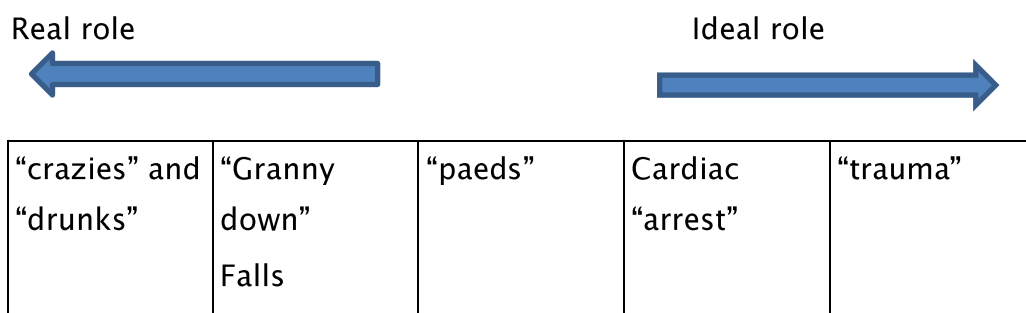 Real role
Ideal role
“crazies” and
“drunks”
“Granny
down”
Falls
“paeds”
Cardiac
“arrest”
“trauma”